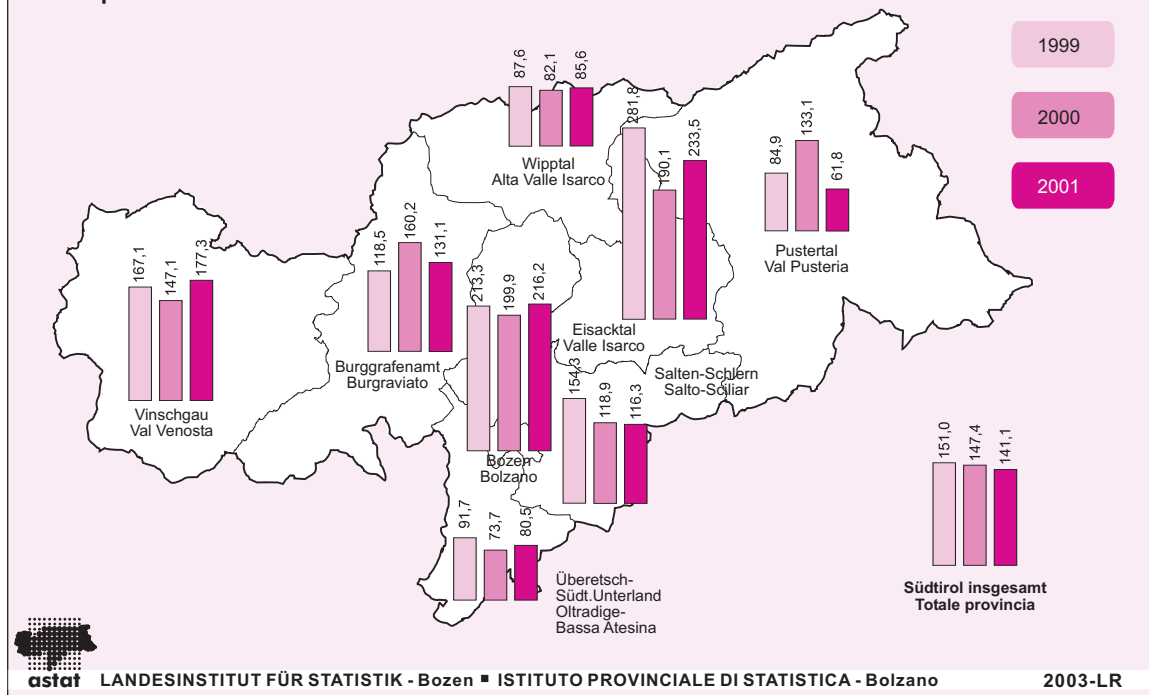 1999
2000
2001
87,6
82,1
85,6
Wipptal
Alta Valle Isarco
281,8
190,1
233,5
Eisacktal
Valle Isarco
84,9
133,1
61,8
Pustertal
Val Pusteria
118,5
160,2
131,1
Burggrafenamt
Burgraviato
167,1
147,1
177,3
Vinschgau
Val Venosta
213,3
199,9
216,2
Bozen
Bolzano
Salten-Schlern
Salto-Sciliar
154,3
118,9
116,3
91,7
73,7
80,5
Überetsch-
Südt.Unterland
Oltradige-
Bassa Atesina
151,0
147,4
141,1
Südtirol insgesamt
Totale provincia
astat LANDESINSTITUT FÜR STATISTIK - Bozen ▪ ISTITUTO PROVINCIALE DI STATISTICA - Bolzano 2003-LR